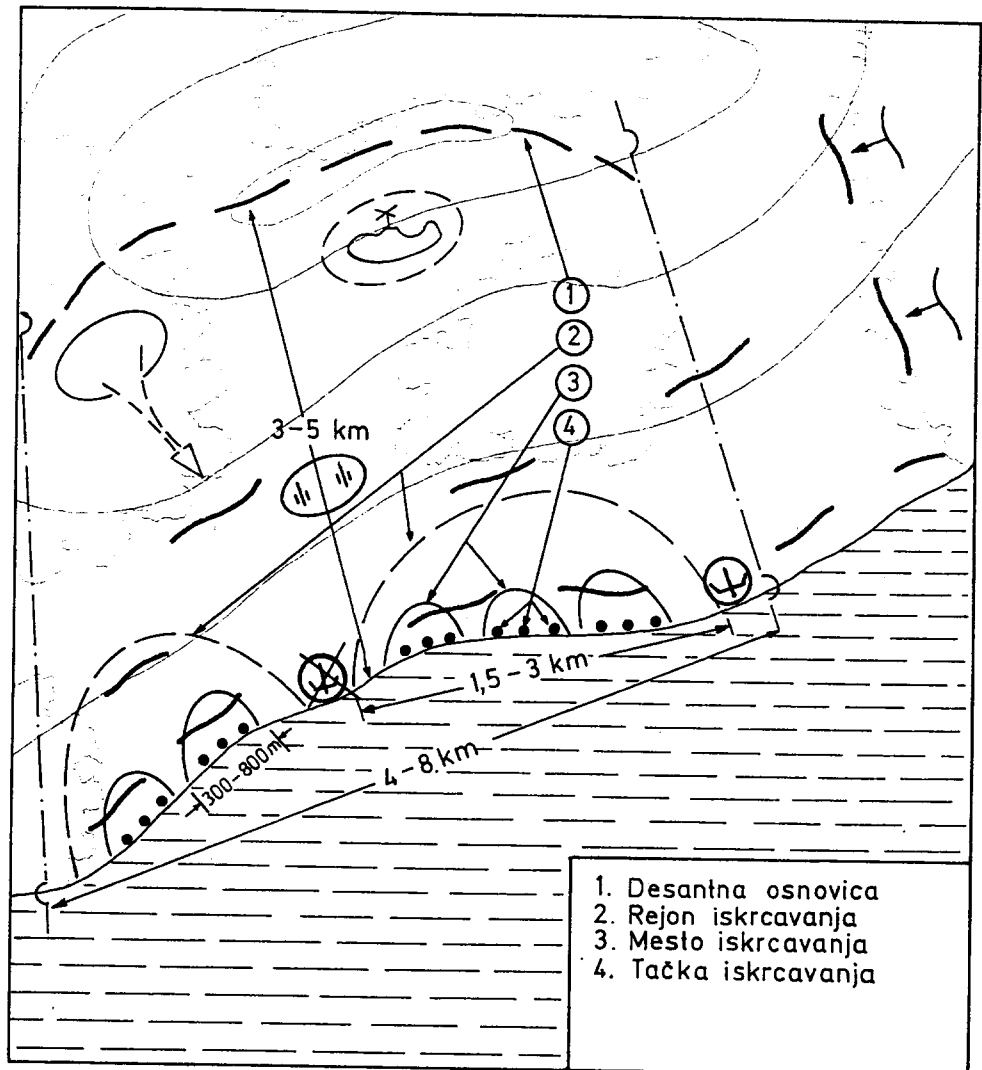 1
2
3
4
3-5 km
1,5-3 km
300-800m
4-8 km
1. Desantna osnovica
2. Rejon iskrcavanja
3. Mesto iskrcavanja
4. Tačka iskrcavanja